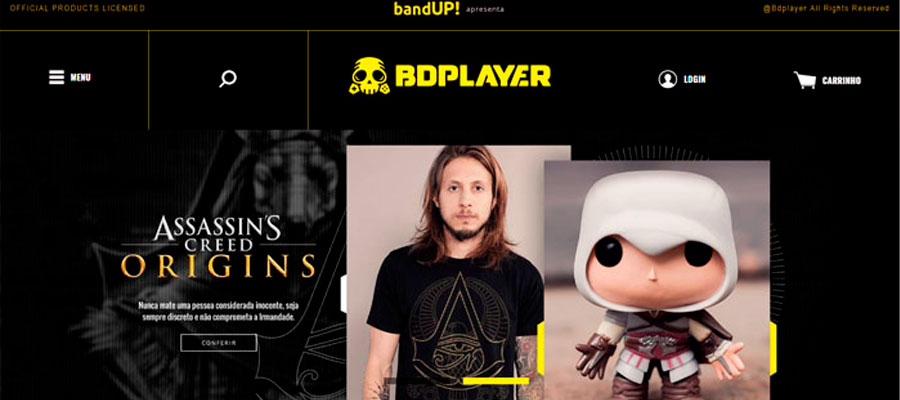 OFFICIAL PRODUCTS LICENSED
bandUP! apresenta
@Bdplayer All Rights Reserved
MENU
BDPLAYER
LOGIN
CARRINHO
ASSASSIN'S
CREED
ORIGINS
Nunca mate uma pessoa considerada inocente, seja
sempre discreto e não comprometa a Irmandade.
CONFERIR